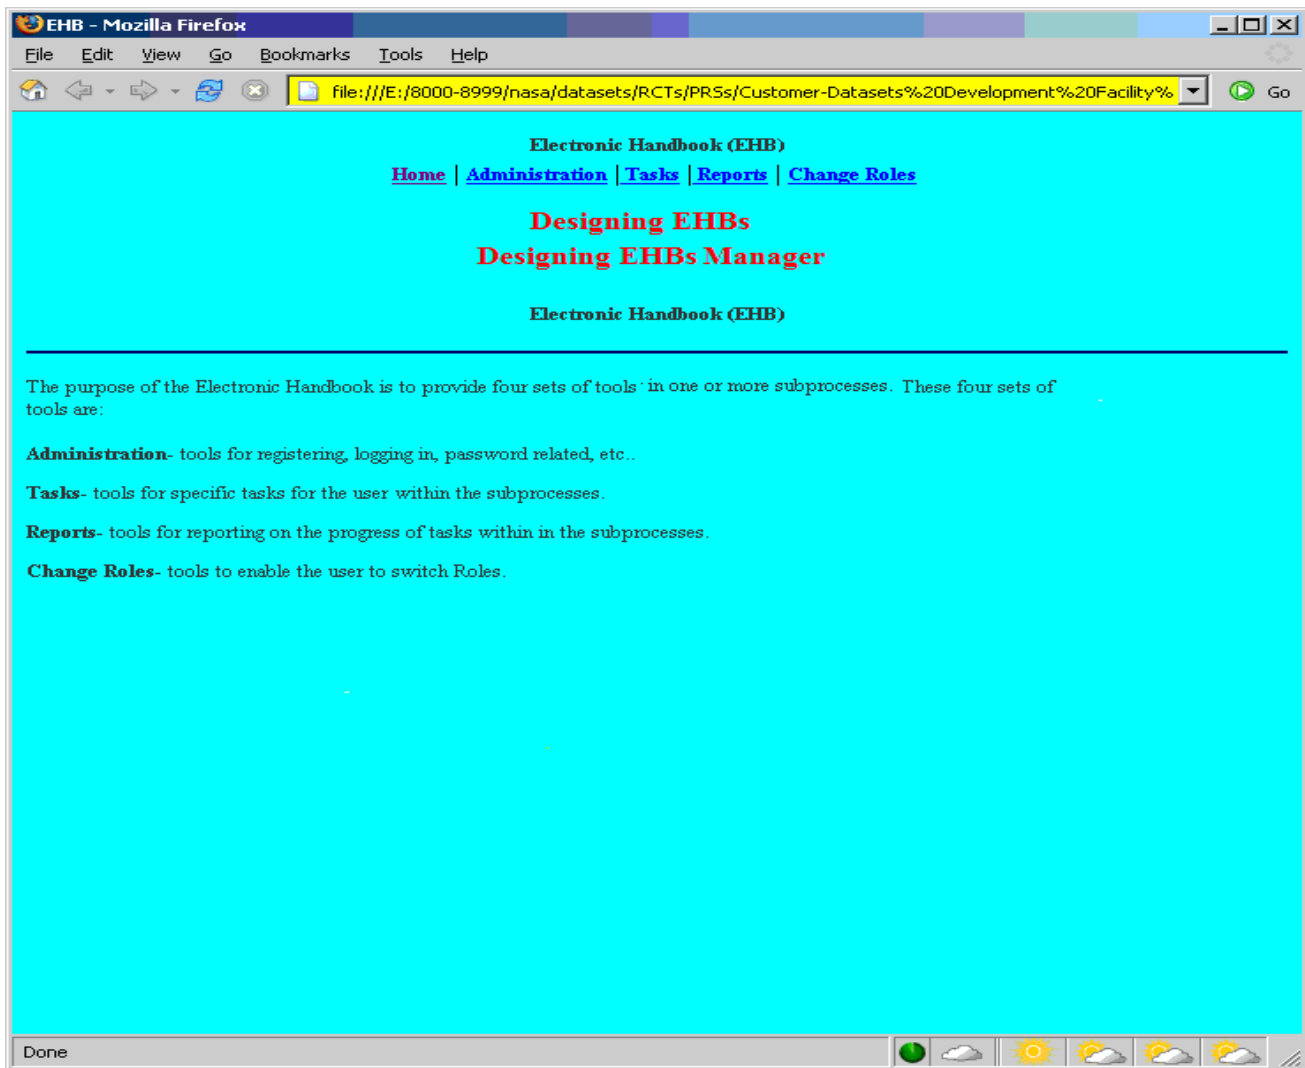 EHB - Mozilla Firefox
File Edit View Go Bookmarks Tools Help
file:///E:/8000-8999/nasa/datasets/RCTs/PRSs/Customer-Datasets%20Development%20Facility% Go
Electronic Handbook (EHB)
Home | Administration | Tasks | Reports | Change Roles
Designing EHBs
Designing EHBs Manager
Electronic Handbook (EHB)
The purpose of the Electronic Handbook is to provide four sets of tools in one or more subprocesses. These four sets of
tools are:
Administration- tools for registering, logging in, password related, etc..
Tasks- tools for specific tasks for the user within the subprocesses.
Reports- tools for reporting on the progress of tasks within in the subprocesses.
Change Roles- tools to enable the user to switch Roles.
Done